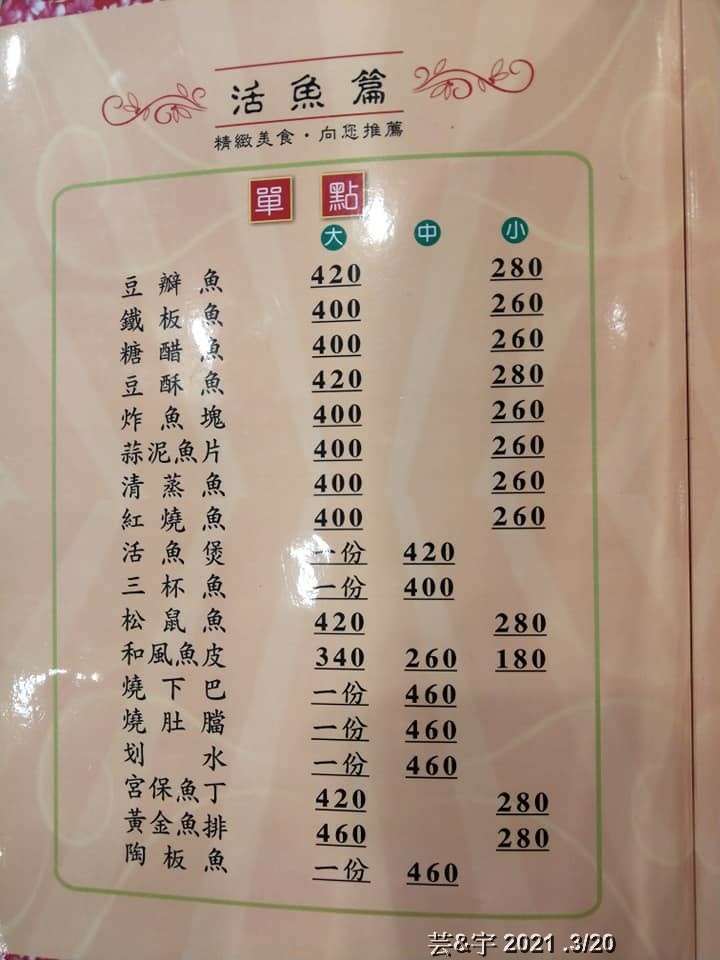 活魚篇
精緻美食·向您推薦
單 點
大 中 小
豆瓣魚 420 280
鐵板魚 400 260
糖醋魚 400 260
豆酥魚 420 280
炸魚塊 400 260
蒜泥魚片 400 260
清蒸魚 400 260
紅燒魚 400 260
活魚煲 一份 420
三杯魚 一份 400
松鼠魚 420 280
和風魚皮 340 260 180
燒下巴 一份 460
燒肚膛 一份 460
划水 一份 460
宮保魚丁 420 280
黃金魚排 460 280
陶板魚 一份 460
芸&宇 2021 .3/20